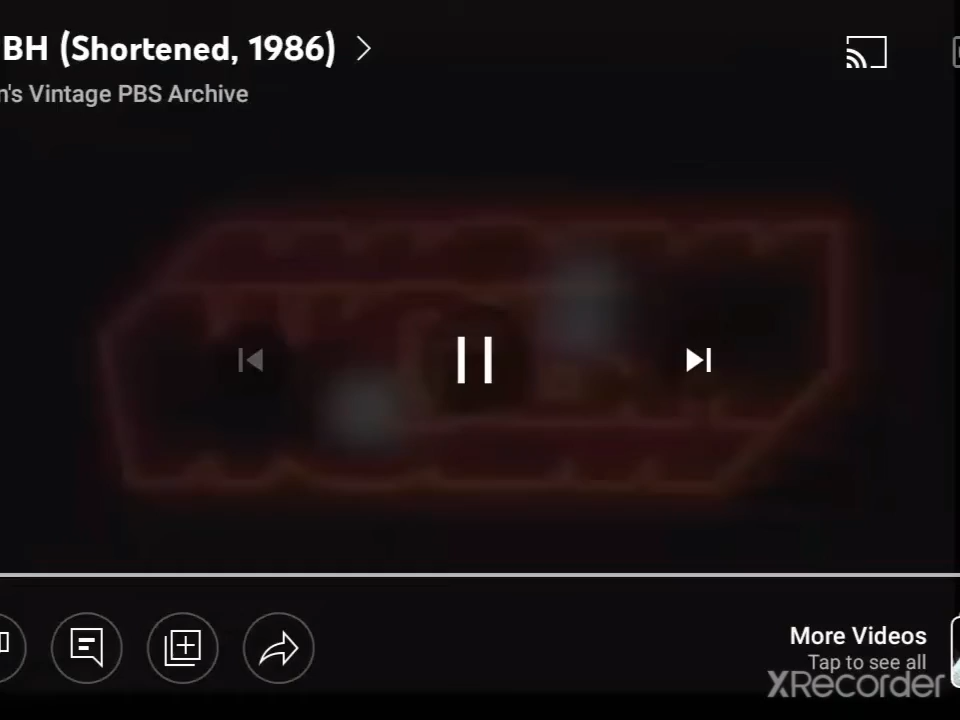 BH (Shortened, 1986)
n's Vintage PBS Archive
More Videos
Tap to see all
XRecorder